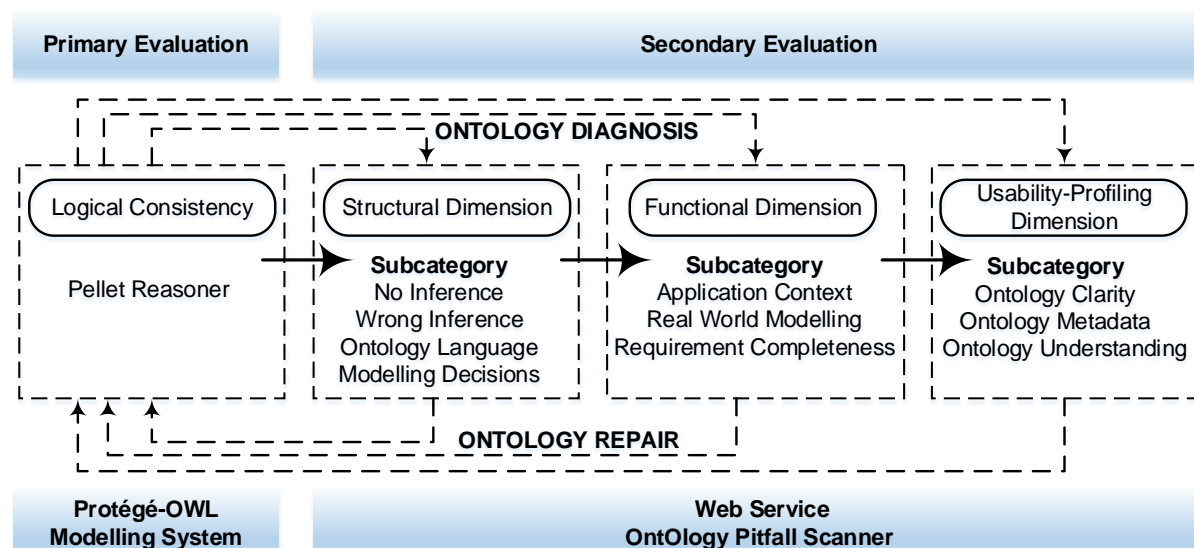 Primary Evaluation
Secondary Evaluation
ONTOLOGY DIAGNOSIS
Logical Consistency
Pellet Reasoner
Structural Dimension
Subcategory
No Inference
Wrong Inference
Ontology Language
Modelling Decisions
Functional Dimension
Subcategory
Application Context
Real World Modelling
Requirement Completeness
Usability-Profiling
Dimension
Subcategory
Ontology Clarity
Ontology Metadata
Ontology Understanding
ONTOLOGY REPAIR
Protégé-OWL
Modelling System
Web Service
OntOlogy Pitfall Scanner